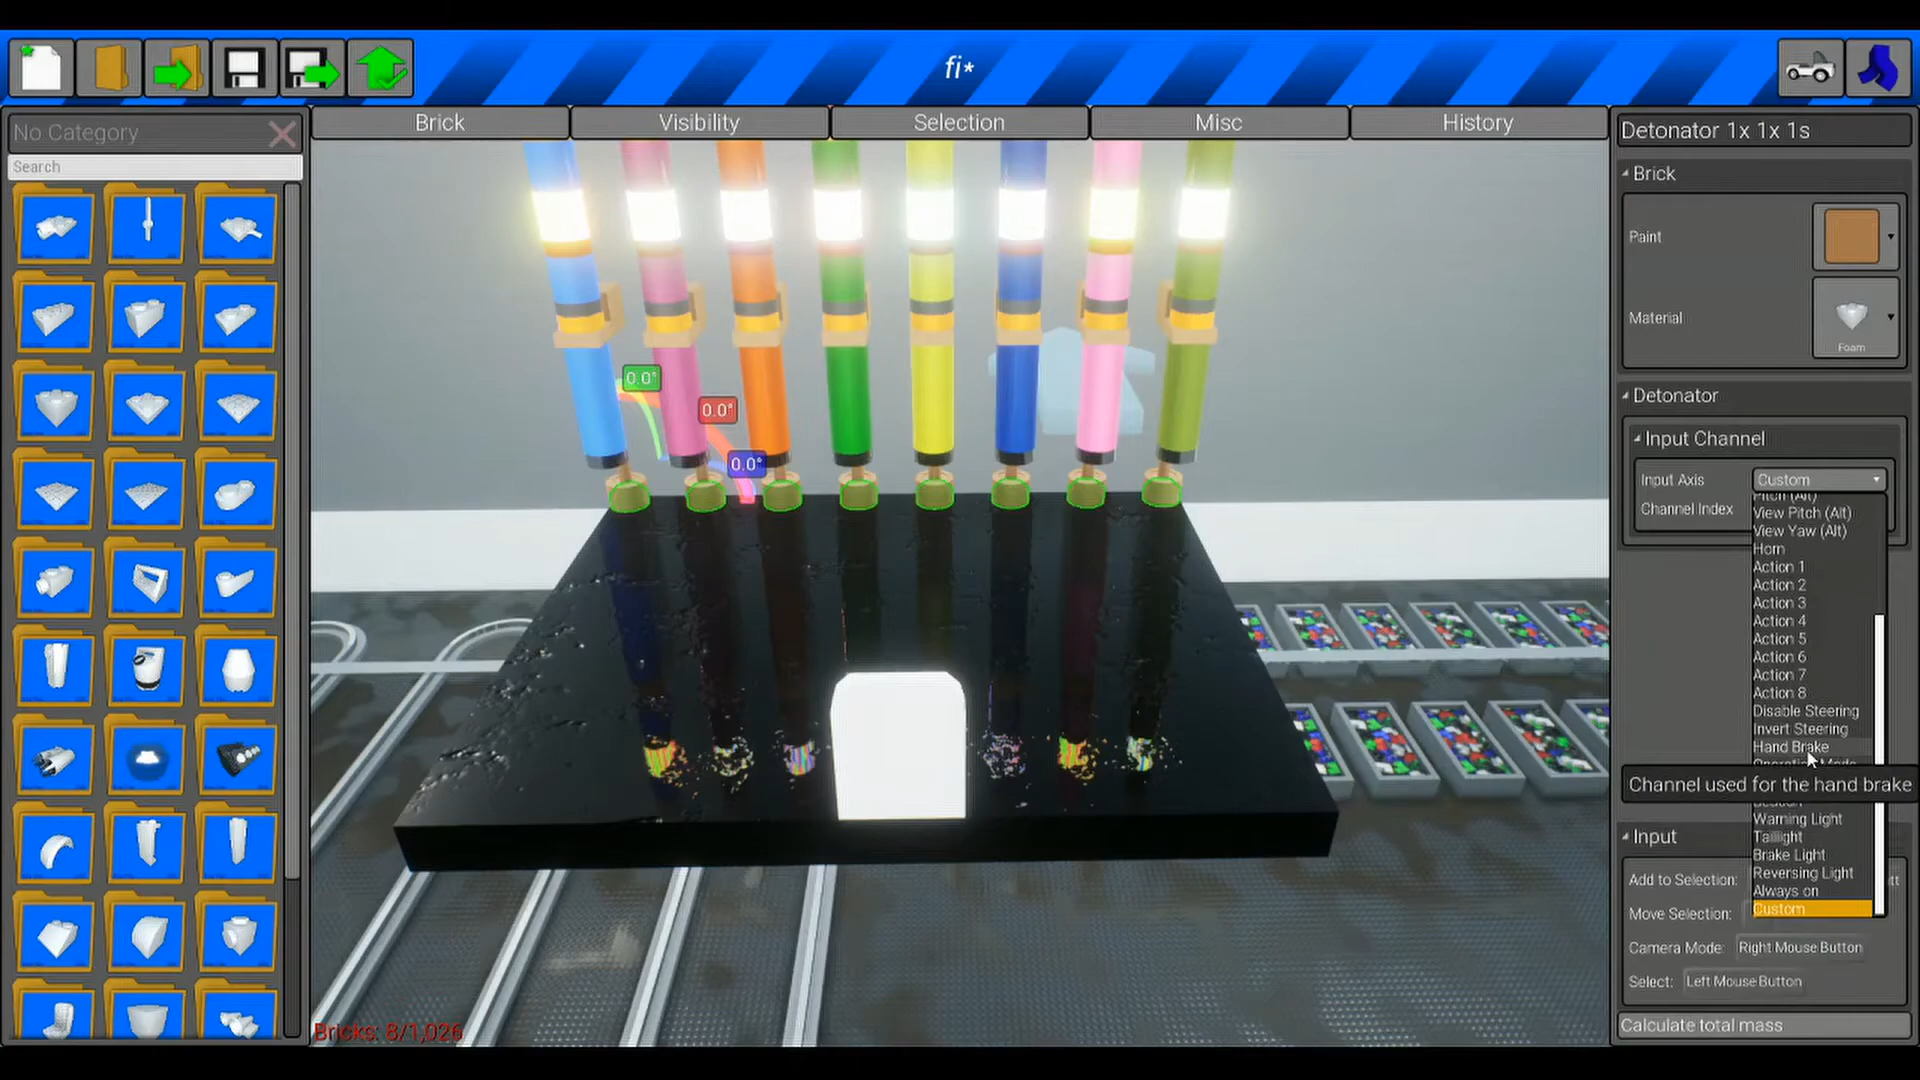 fi*
No Category
Search
Brick
Visibility
Selection
Misc
History
0.0°
0.0°
0.0°
Bricks: 8/1,026
Detonator 1x 1x 1s
Brick
Paint
Material
Foam
Detonator
Input Channel
Input Axis
Custom
Channel Index
Pitch (Alt)
View Pitch (Alt)
View Yaw (Alt)
Horn
Action 1
Action 2
Action 3
Action 4
Action 5
Action 6
Action 7
Action 8
Disable Steering
Invert Steering
Hand Brake
Operation Mode
Channel used for the hand brake
Warning Light
Taillight
Brake Light
Reversing Light
Always on
Custom
Input
Add to Selection:
Move Selection:
Camera Mode: Right Mouse Button
Select: Left Mouse Button
Calculate total mass